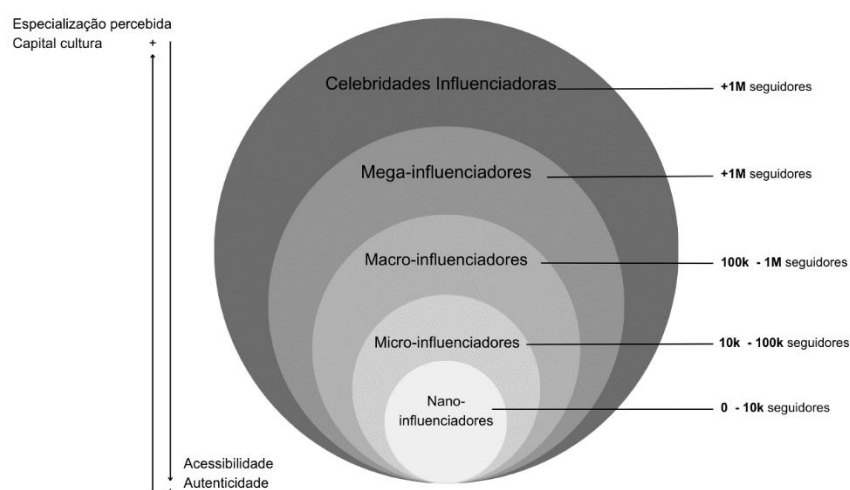 Especialização percebida
Capital cultura +
Celebridades Influenciadoras
+1M seguidores
Mega-influenciadores
+1M seguidores
Macro-influenciadores
100k - 1M seguidores
Micro-influenciadores
10k - 100k seguidores
Nano-
influenciadores
0 - 10k seguidores
Acessibilidade
Autenticidade